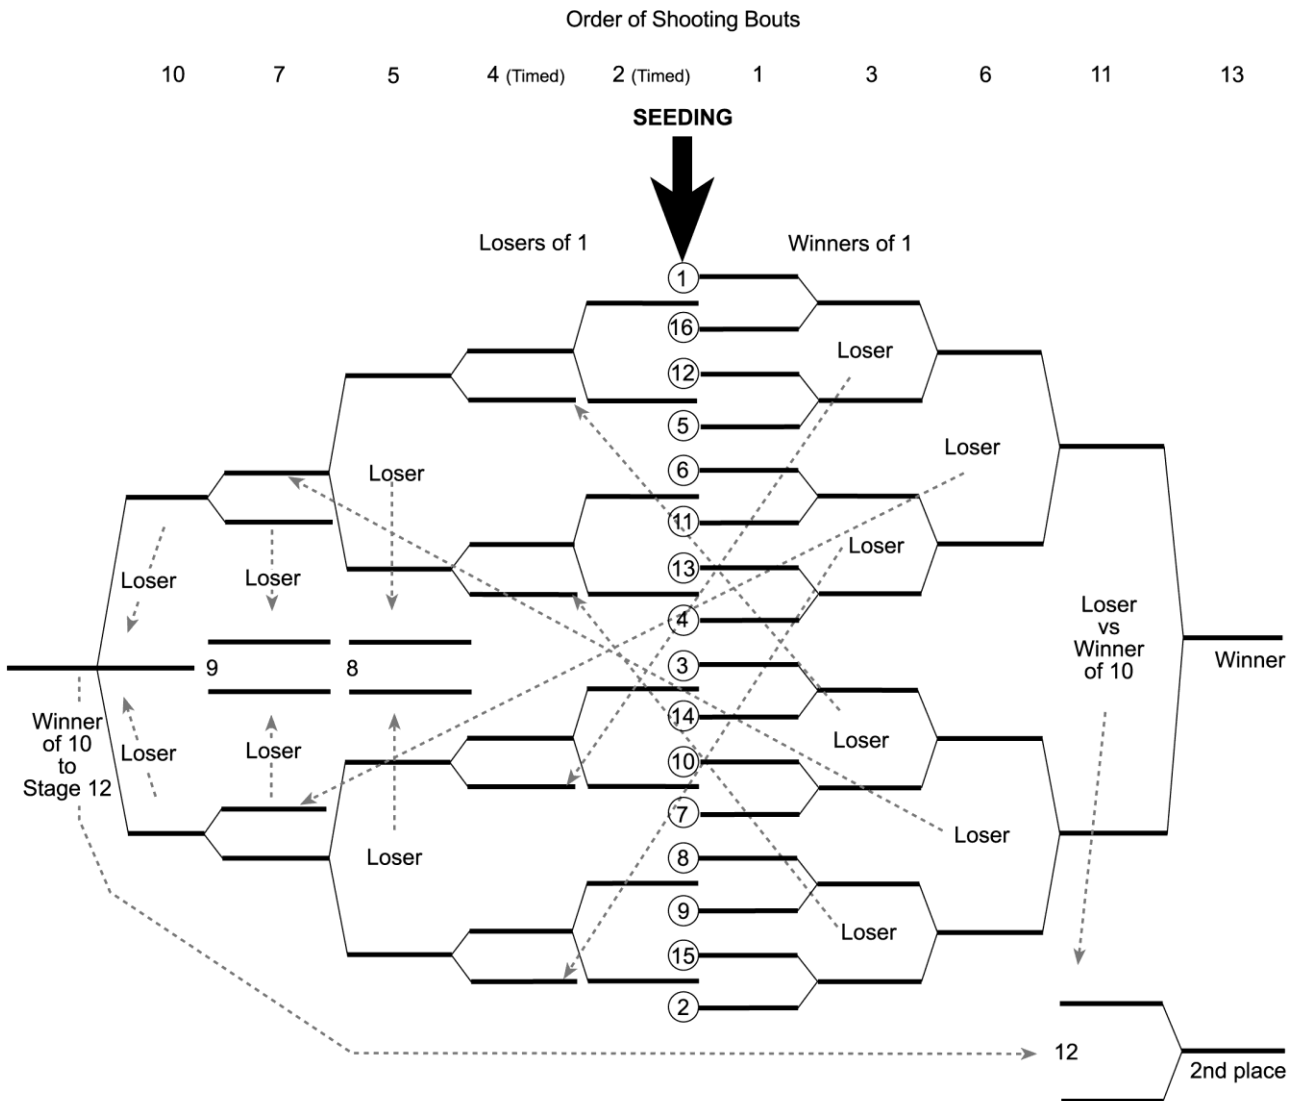 Order of Shooting Bouts
10 7 5 4 (Timed) 2 (Timed) 1 3 6 11 13
SEEDING
Losers of 1 Winners of 1
1
16
Loser
12
5
Loser
6
Loser
11
Loser
13
Loser
Loser
4
Loser
vs
Winner
of 10
3
9
8
Winner
Winner
of 10
to
Stage 12
14
Loser
Loser
Loser
10
7
Loser
Loser
8
9
Loser
15
2
12
2nd place